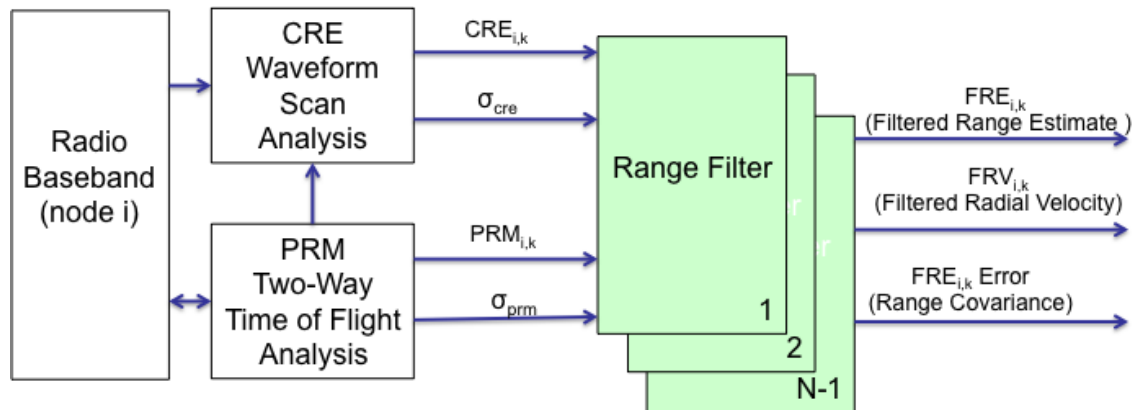 Radio
Baseband
(node i)
CRE
Waveform
Scan
Analysis
PRM
Two-Way
Time of Flight
Analysis
CREi,k
σcre
PRMi,k
σprm
Range Filter
1
2
N-1
FREi,k
(Filtered Range Estimate )
FRVi,k
(Filtered Radial Velocity)
FREi,k Error
(Range Covariance)